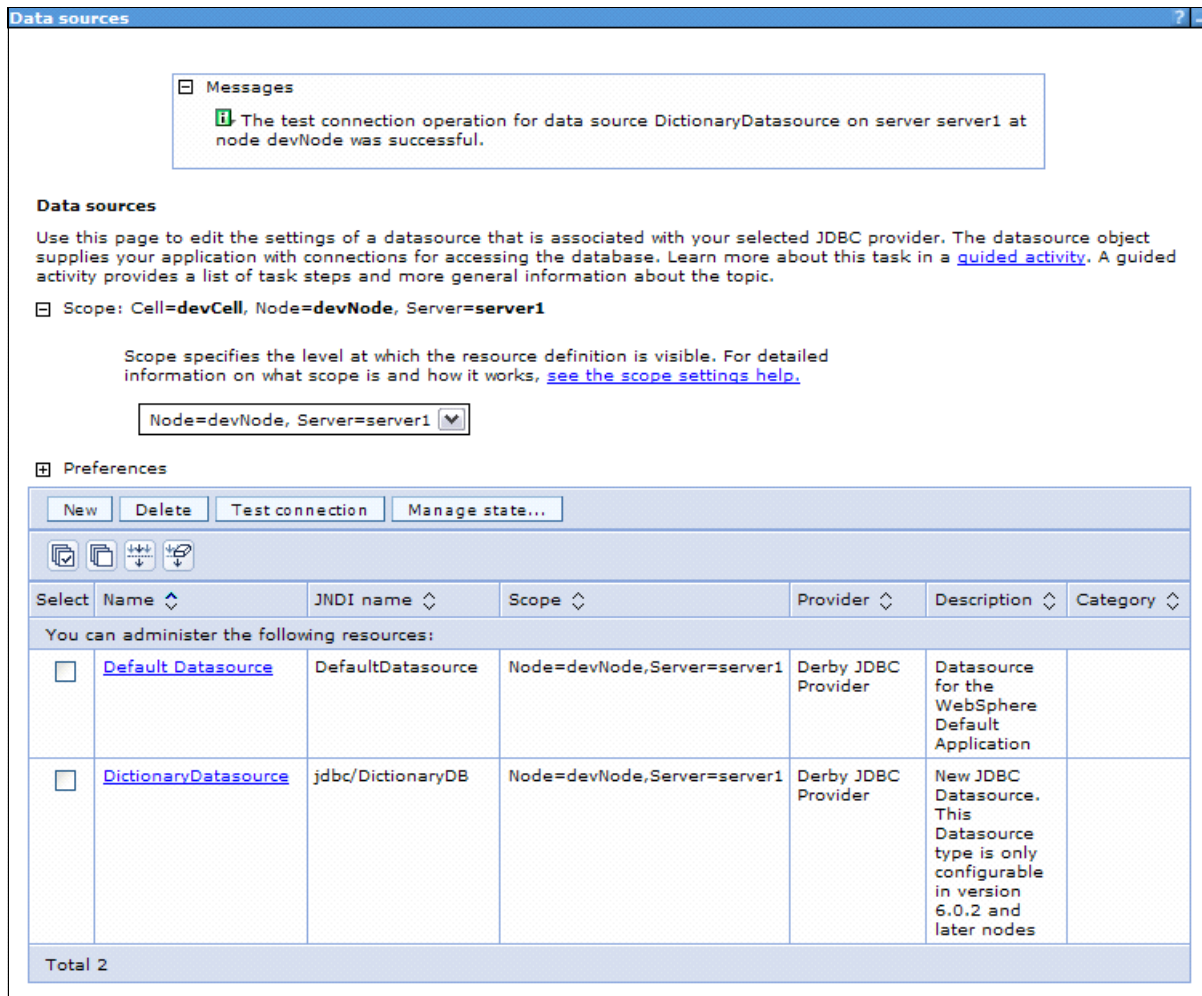 Data sources ? -
Messages
The test connection operation for data source DictionaryDatasource on server server1 at
node devNode was successful.
Data sources
Use this page to edit the settings of a datasource that is associated with your selected JDBC provider. The datasource object
supplies your application with connections for accessing the database. Learn more about this task in a guided activity. A guided
activity provides a list of task steps and more general information about the topic.
Scope: Cell=devCell, Node=devNode, Server=server1
Scope specifies the level at which the resource definition is visible. For detailed
information on what scope is and how it works, see the scope settings help.
Node=devNode, Server=server1
Preferences
New Delete Test connection Manage state...
Select Name JNDI name Scope Provider Description Category
You can administer the following resources:
Default Datasource DefaultDatasource Node=devNode,Server=server1 Derby JDBC Datasource
Provider for the
WebSphere
Default
Application
DictionaryDatasource jdbc/DictionaryDB Node=devNode,Server=server1 Derby JDBC New JDBC
Provider Datasource.
This
Datasource
type is only
configurable
in version
6.0.2 and
later nodes
Total 2